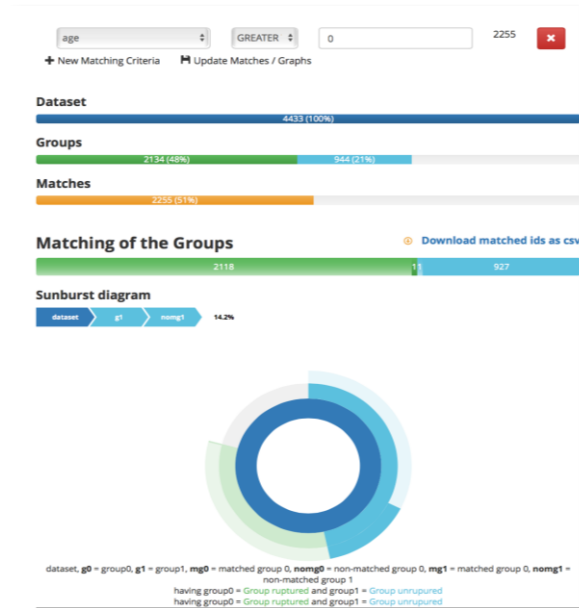 age GREATER 0 2255
New Matching Criteria Update Matches / Graphs
Dataset
4433 (100%)
Groups
2134 (48%) 944 (21%)
Matches
2255 (51%)
Matching of the Groups Download matched ids as csv
2118 11 927
Sunburst diagram
dataset g1 nomg1 14.2%
dataset, g0 = group0, g1 = group1, mg0 = matched group 0, nomg0 = non-matched group 0, mg1 = matched group 0, nomg1 =
non-matched group 1
having group0 = Group ruptured and group1 = Group unrupured
having group0 = Group ruptured and group1 = Group unrupured